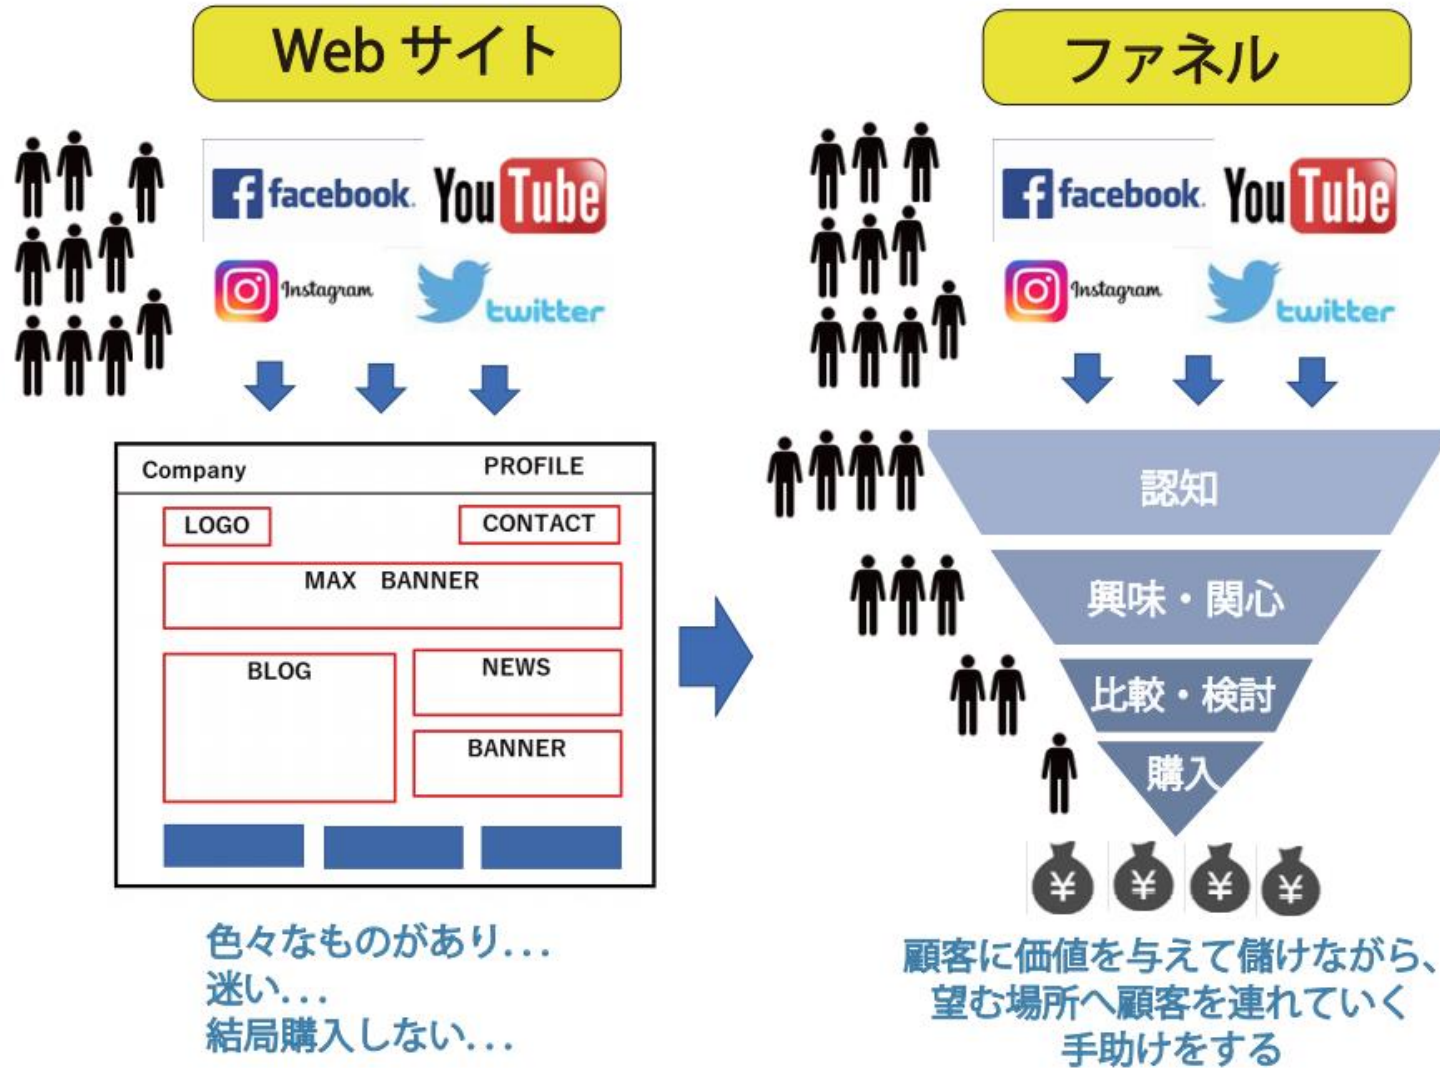 Web サイト
facebook.
YouTube
Instagram
twitter
Company
PROFILE
LOGO
CONTACT
MAX BANNER
BLOG
NEWS
BANNER
色々なものがあり...
迷い...
結局購入しない...
ファネル
facebook.
YouTube
Instagram
twitter
認知
興味・関心
比較・検討
購入
¥
¥
¥
¥
顧客に価値を与えて儲けながら、
望む場所へ顧客を連れていく
手助けをする